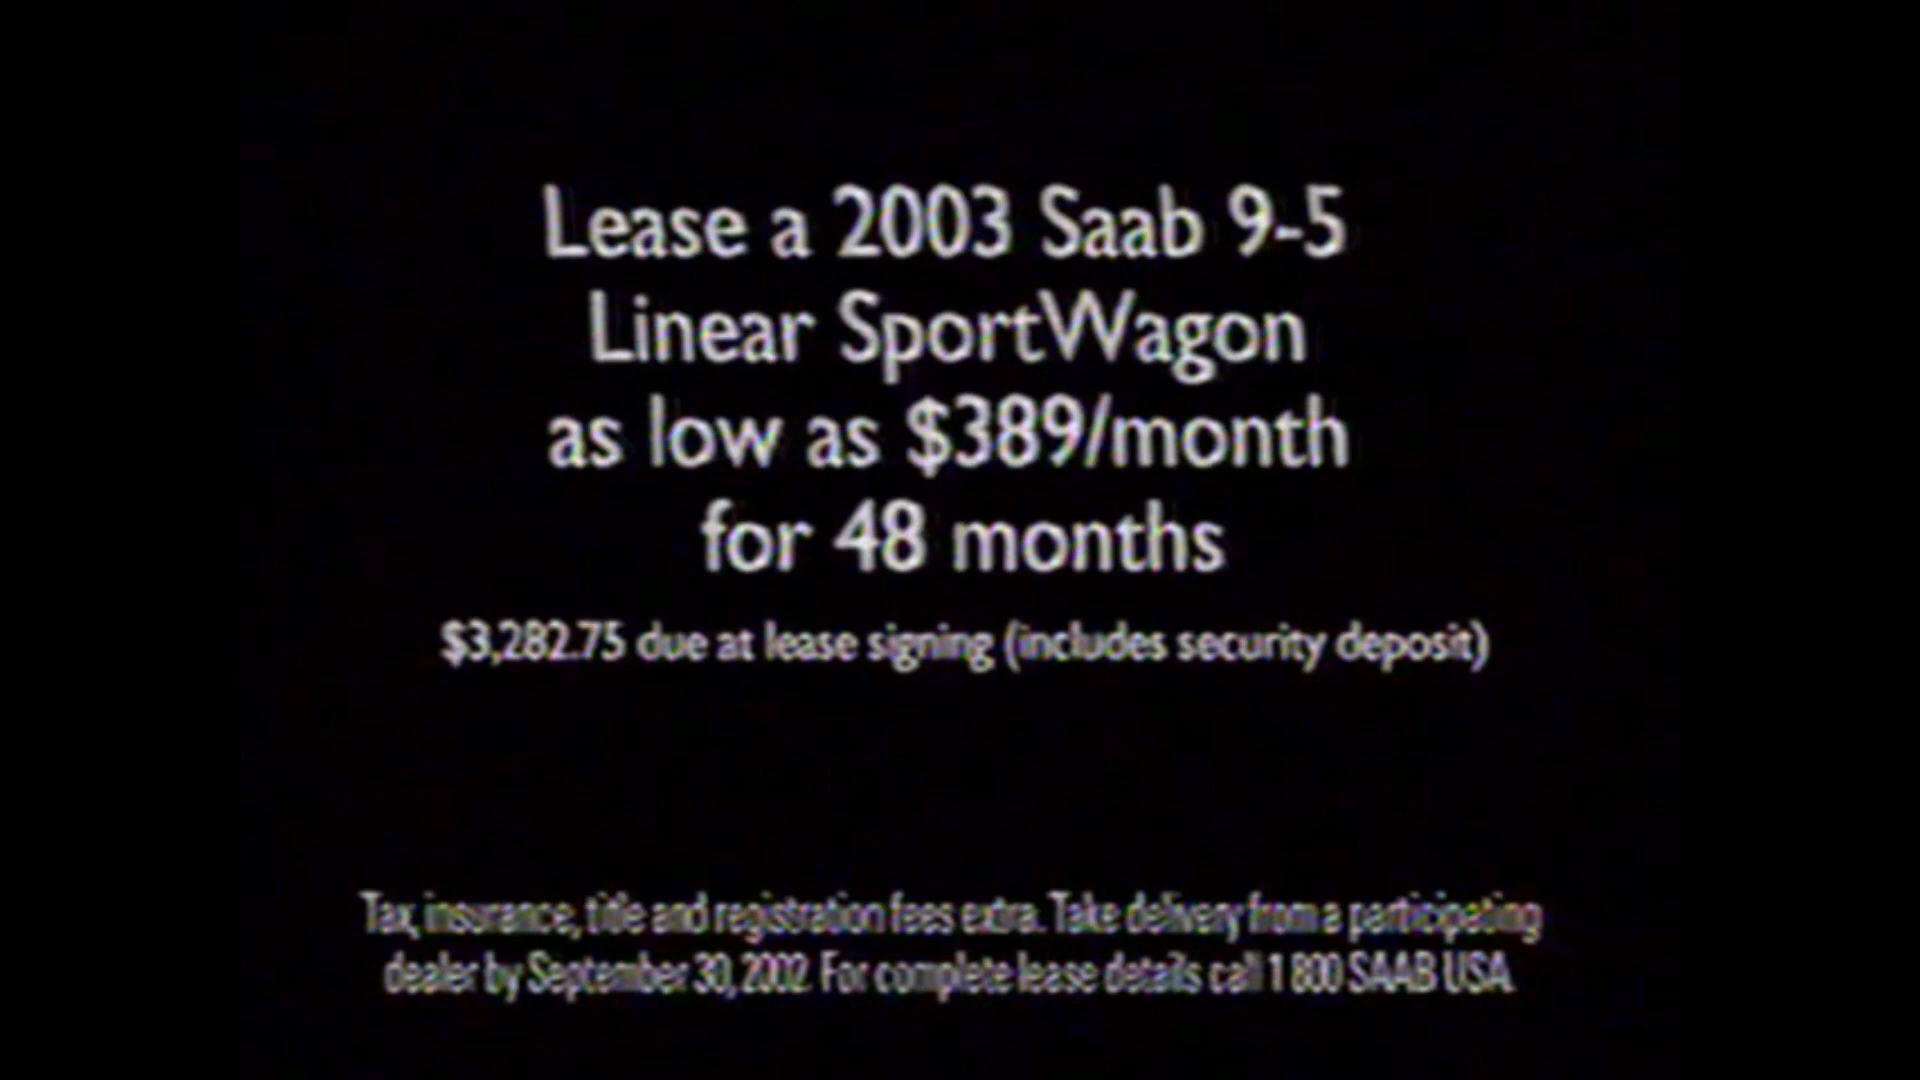 Lease a 2003 Saab 9-5
Linear SportWagon
as low as $389/month
for 48 months
$3,282.75 due at lease signing (includes security deposit)
Tax, insurance, title and registration fees extra. Take delivery from a participating
dealer by September 30, 2002. For complete lease details call 1 800 SAAB USA.